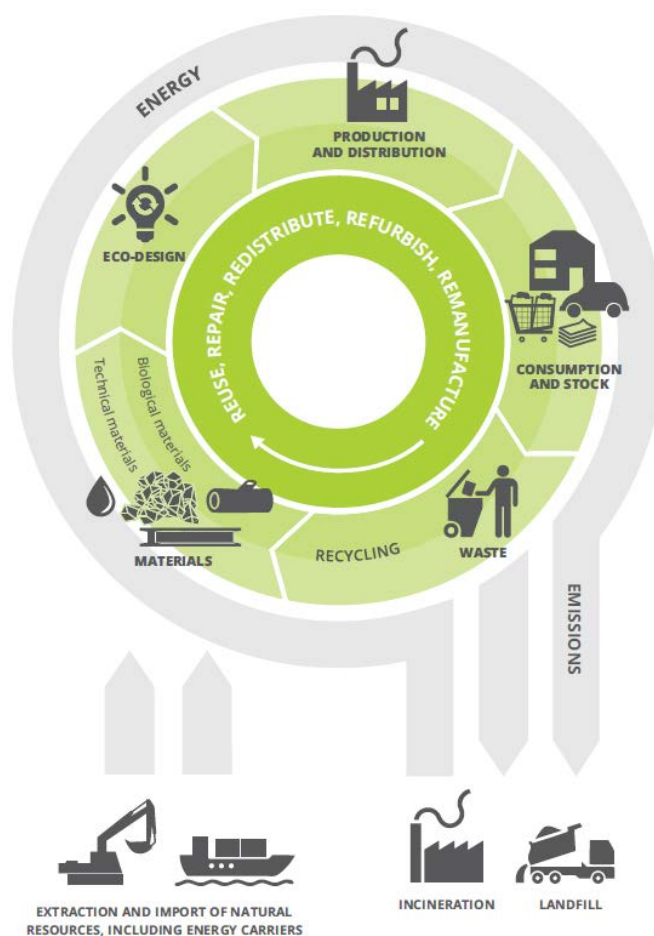 ENERGY
PRODUCTION
AND DISTRIBUTION
ECO-DESIGN
REUSE, REPAIR, REDISTRIBUTE, REFURBISH, REMANUFACTURE
CONSUMPTION
AND STOCK
Technical materials
Biological materials
MATERIALS
RECYCLING
WASTE
EMISSIONS
EXTRACTION AND IMPORT OF NATURAL
RESOURCES, INCLUDING ENERGY CARRIERS
INCINERATION
LANDFILL